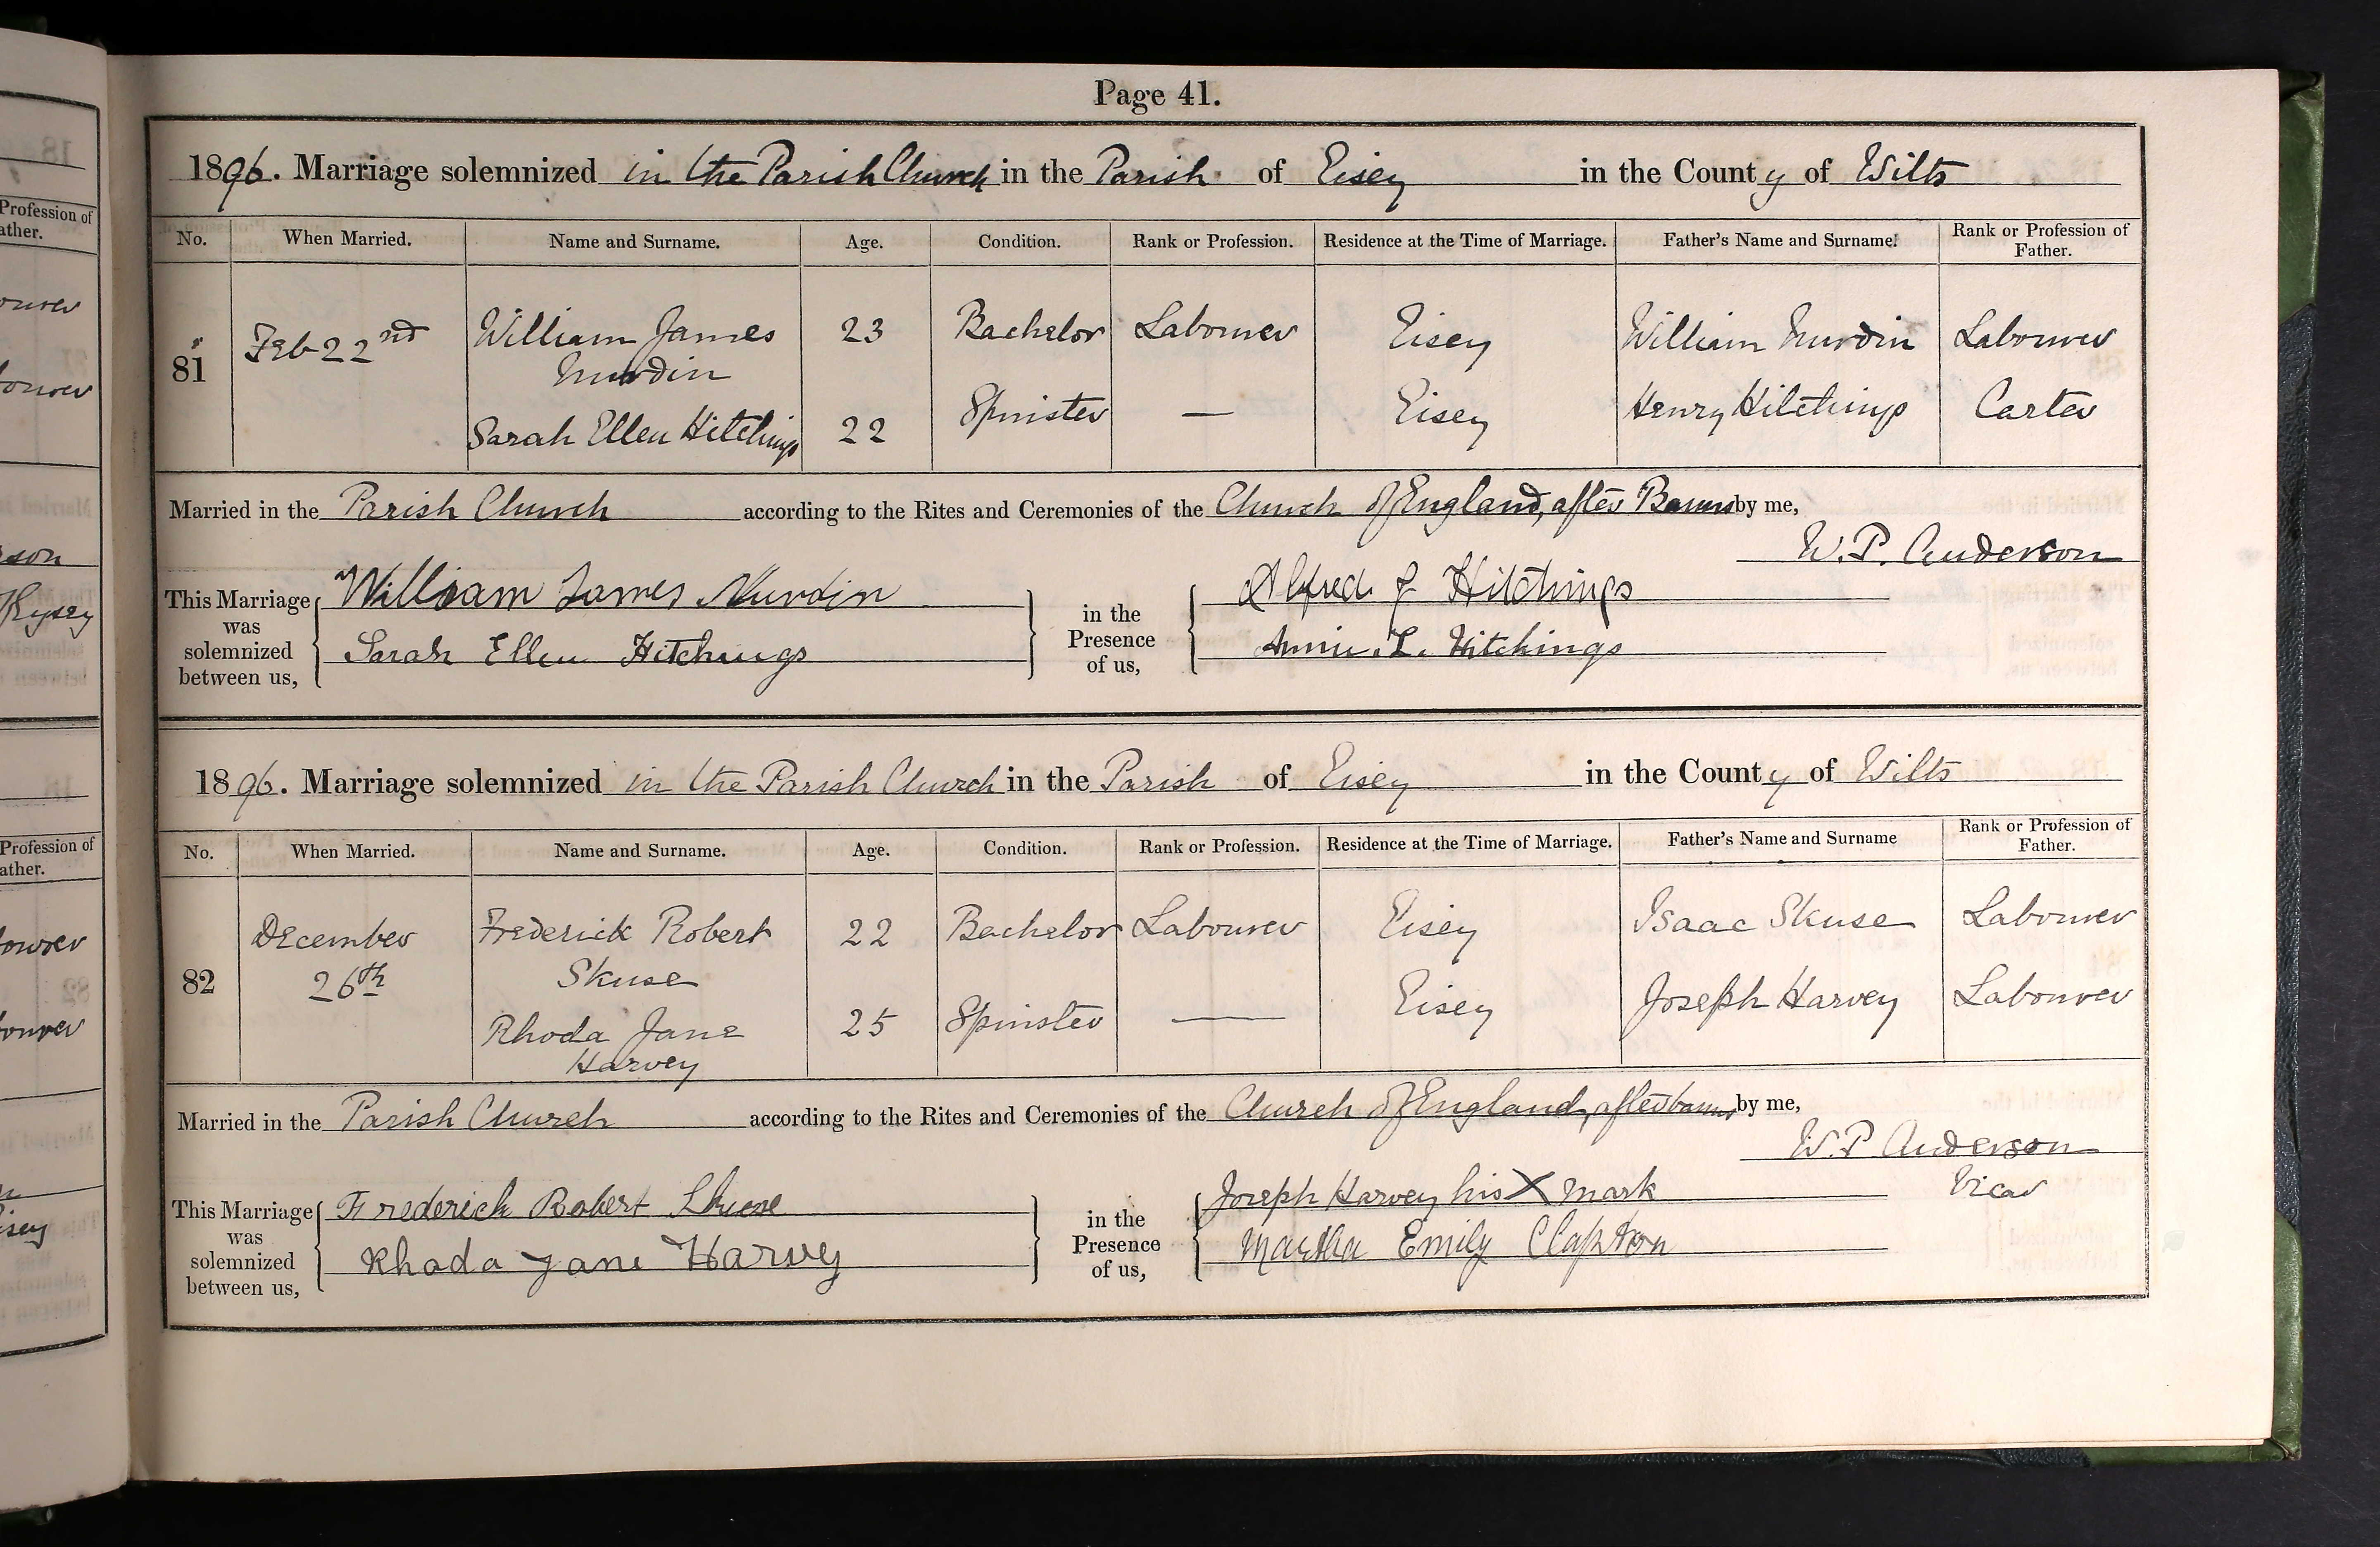 Page 41.
1896. Marriage solemnized in the Parish Church in the Parish of Eisey in the County of Wilts
No. When Married. Name and Surname. Age. Condition. Rank or Profession. Residence at the Time of Marriage. Father's Name and Surname. Rank or Profession of Father.
81 Feb 22nd William James Nurdin 23 Bachelor Labourer Eisey William Nurdin Labourer
Sarah Ellen Hitchings 22 Spinster — Eisey Henry Hitchings Carter
Married in the Parish Church according to the Rites and Ceremonies of the Church of England, after Banns by me,
W. P. Anderson
This Marriage was solemnized between us, William James Nurdin in the Presence of us, Alfred J Hitchings
Sarah Ellen Hitchings Annie. L. Hitchings
1896. Marriage solemnized in the Parish Church in the Parish of Eisey in the County of Wilts
No. When Married. Name and Surname. Age. Condition. Rank or Profession. Residence at the Time of Marriage. Father's Name and Surname Rank or Profession of Father.
82 December 26th Frederick Robert Skuse 22 Bachelor Labourer Eisey Isaac Skuse Labourer
Rhoda Jane Harvey 25 Spinster — Eisey Joseph Harvey Labourer
Married in the Parish Church according to the Rites and Ceremonies of the Church of England, after banns by me,
W. P Anderson
Vicar
This Marriage was solemnized between us, Frederick Robert Skuse in the Presence of us, Joseph Harvey his X mark
Rhoda Jane Harvey Martha Emily Clapton